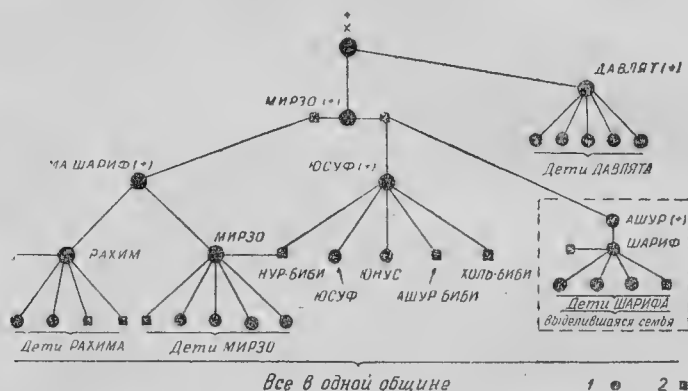 +
×
ДАВЛЯТ (+)
МИРЗО (+)
Дети ДАВЛЯТА
МА ШАРИФ (+)
ЮСУФ (+)
АШУР (+)
РАХИМ
МИРЗО
ШАРИФ
НУР-БИБИ
ЮСУФ
ЮНУС
АШУР БИБИ
ХОЛЬ-БИБИ
Дети РАХИМА
Дети МИРЗО
Дети ШАРИФА
Выделившаяся семья
Все в одной общине
1
2